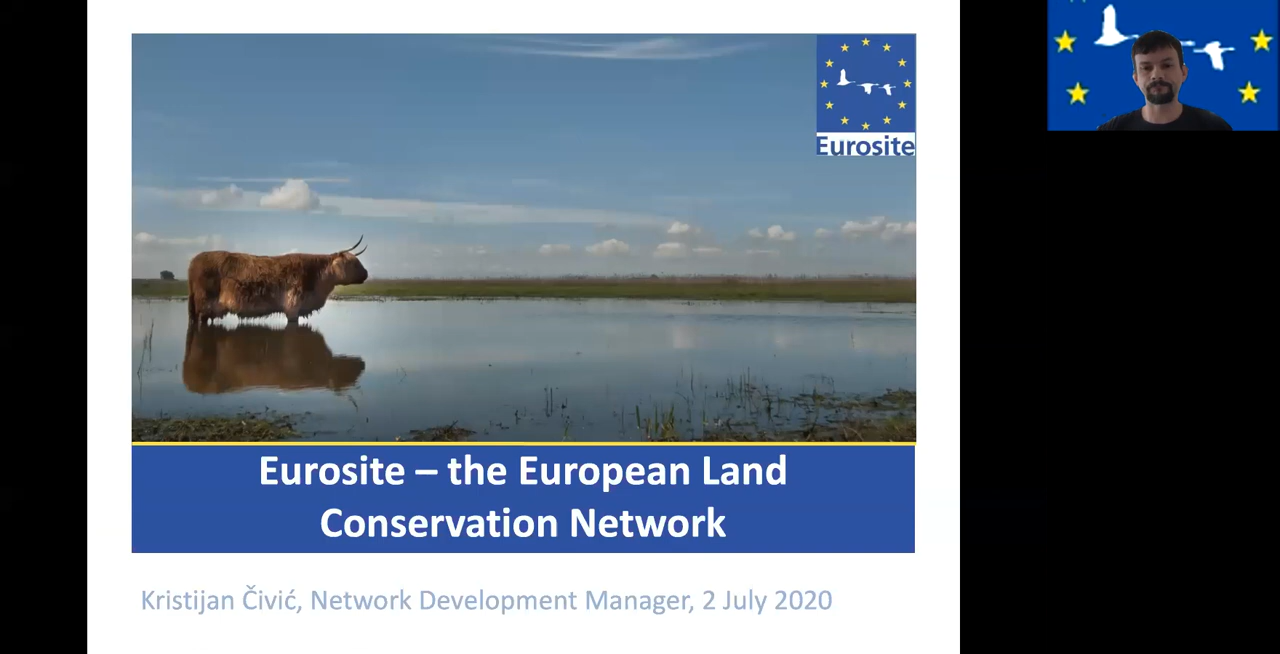 Eurosite
Eurosite – the European Land
Conservation Network
Kristijan Čivić, Network Development Manager, 2 July 2020